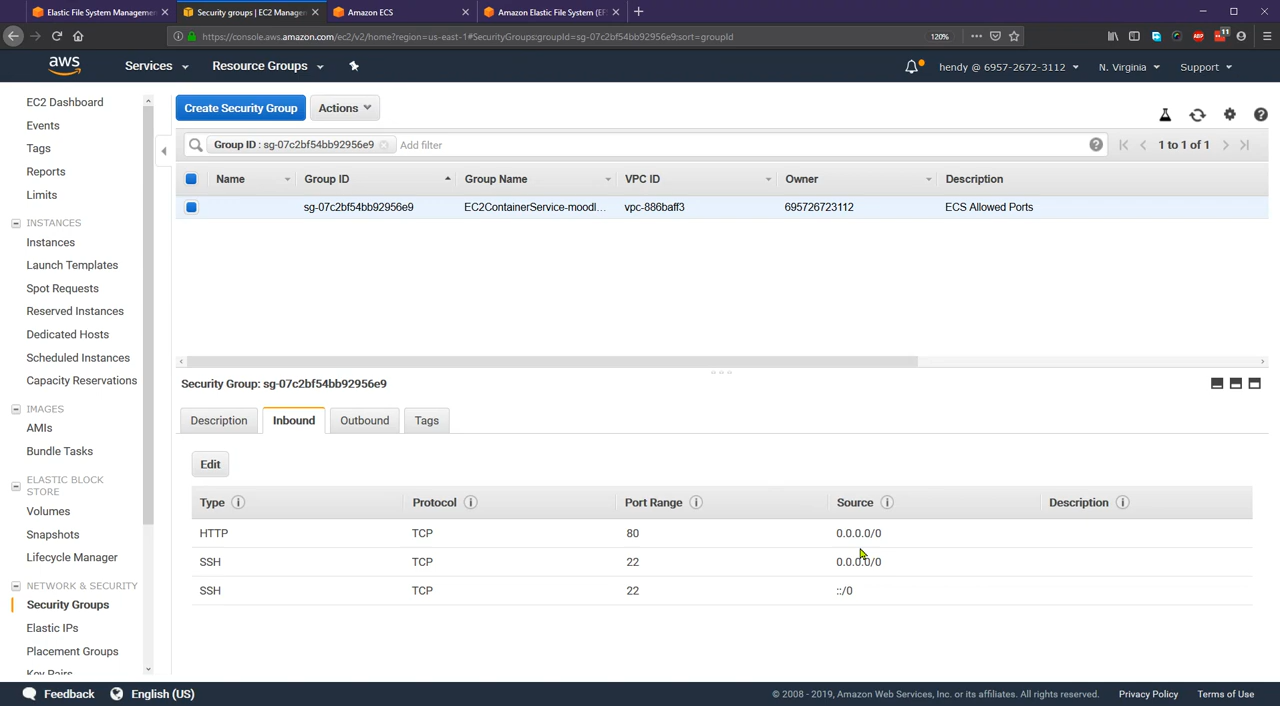 Elastic File System Management
Security groups | EC2 Manage
Amazon ECS
Amazon Elastic File System (EF
https://console.aws.amazon.com/ec2/v2/home?region=us-east-1#SecurityGroups:groupId=sg-07c2bf54bb92956e9;sort=groupId
120%
ABP
11
aws
Services
Resource Groups
hendy @ 6957-2672-3112
N. Virginia
Support
EC2 Dashboard
Events
Tags
Reports
Limits
INSTANCES
Instances
Launch Templates
Spot Requests
Reserved Instances
Dedicated Hosts
Scheduled Instances
Capacity Reservations
IMAGES
AMIs
Bundle Tasks
ELASTIC BLOCK
STORE
Volumes
Snapshots
Lifecycle Manager
NETWORK & SECURITY
Security Groups
Elastic IPs
Placement Groups
Key Pairs
Create Security Group
Actions
Group ID : sg-07c2bf54bb92956e9
Add filter
1 to 1 of 1
Name Group ID Group Name VPC ID Owner Description
sg-07c2bf54bb92956e9 EC2ContainerService-moodl... vpc-886baff3 695726723112 ECS Allowed Ports
Security Group: sg-07c2bf54bb92956e9
Description
Inbound
Outbound
Tags
Edit
Type Protocol Port Range Source Description
HTTP TCP 80 0.0.0.0/0
SSH TCP 22 0.0.0.0/0
SSH TCP 22 ::/0
Feedback
English (US)
© 2008 - 2019, Amazon Web Services, Inc. or its affiliates. All rights reserved.
Privacy Policy
Terms of Use